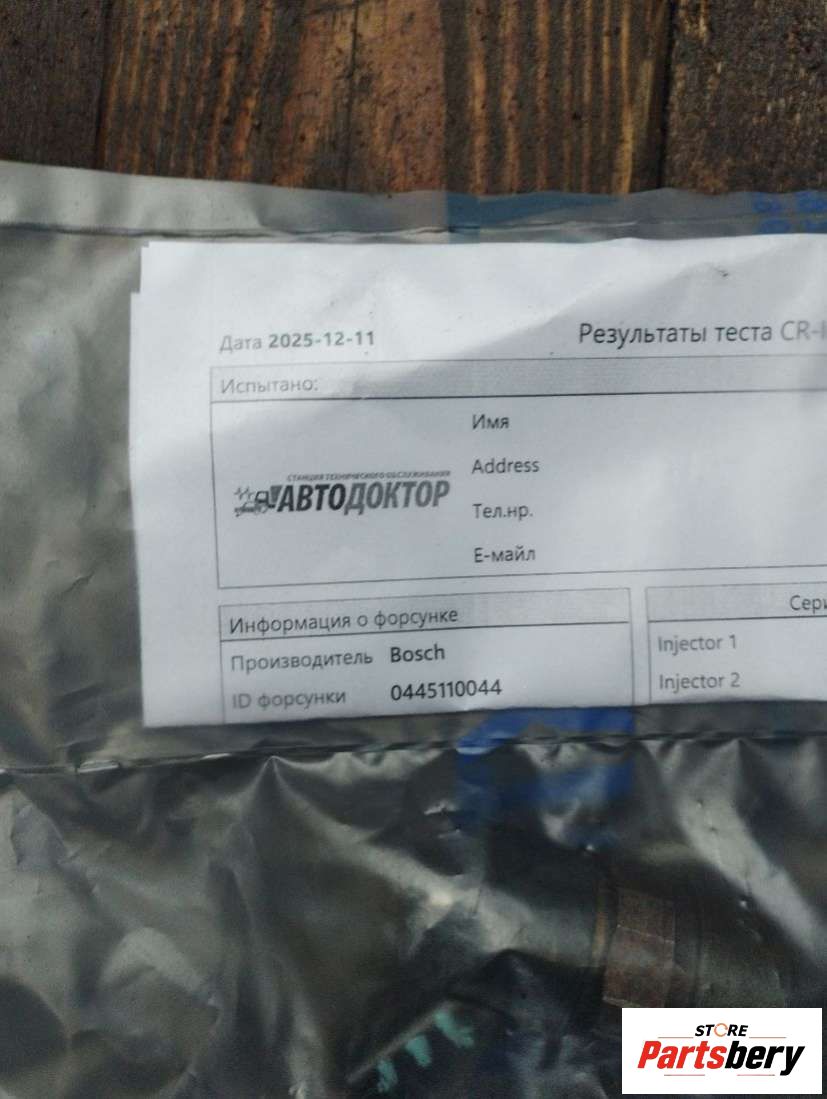 Дата 2025-12-11
Результаты теста CR-I
Испытано:
Имя
Address
СТАНЦИЯ ТЕХНИЧЕСКОГО ОБСЛУЖИВАНИЯ
АВТОДОКТОР
Тел.нр.
Е-майл
Информация о форсунке
Производитель Bosch
ID форсунки 0445110044
Сери
Injector 1
Injector 2
STORE
Partsbery